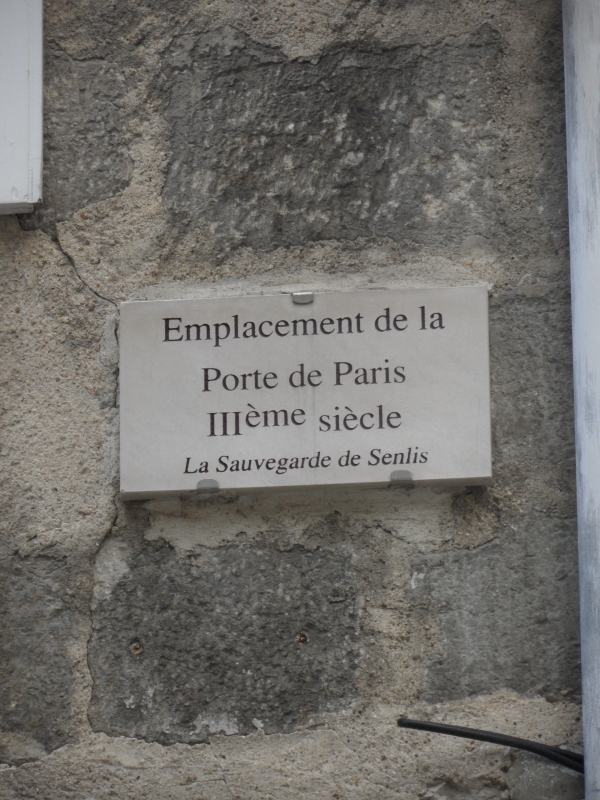 Emplacement de la
Porte de Paris
IIIème siècle
La Sauvegarde de Senlis